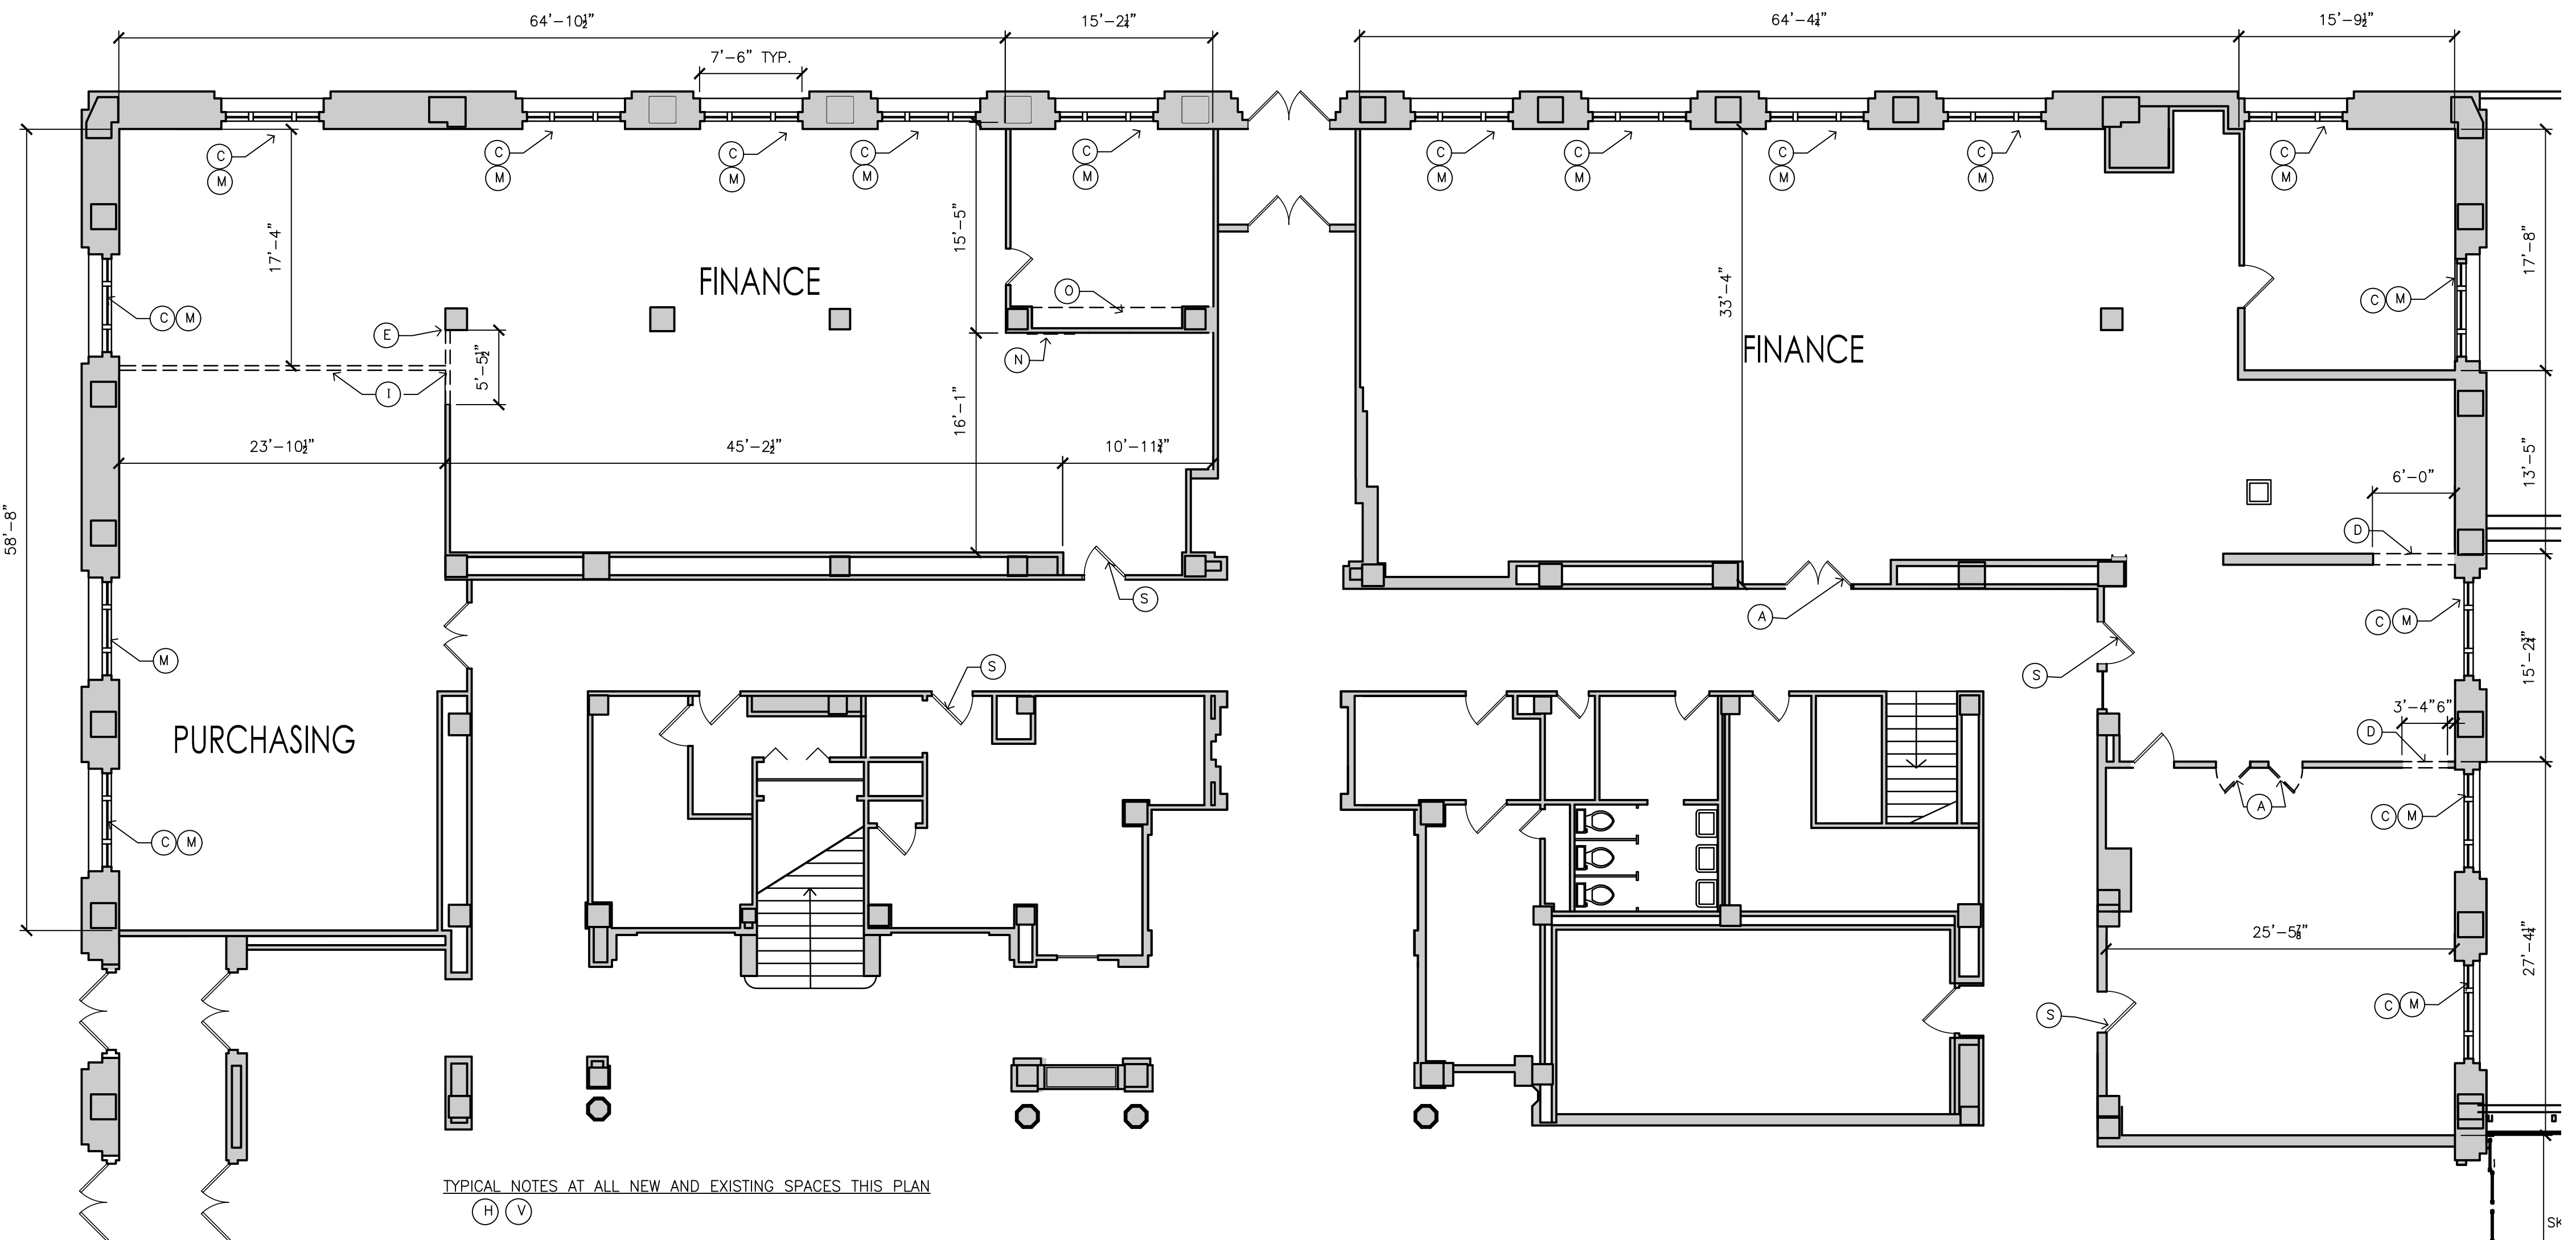 64'-10½" 15'-2¼" 64'-4¼" 15'-9½"
7'-6" TYP.
C C C C C C C C C C
M M M M M M M M M M
17'-4" 15'-5" 33'-4" 17'-8"
FINANCE
O
C M
C M
E
N
FINANCE
5'-5½"
I
16'-1"
23'-10½" 45'-2½" 10'-11¾"
13'-5"
6'-0"
58'-8"
D
S
A
C M
M
S
S
15'-2¾"
3'-4" 6"
PURCHASING
D
A
C M
C M
25'-5⅞"
27'-4¼"
C M
S
TYPICAL NOTES AT ALL NEW AND EXISTING SPACES THIS PLAN
H V
SK